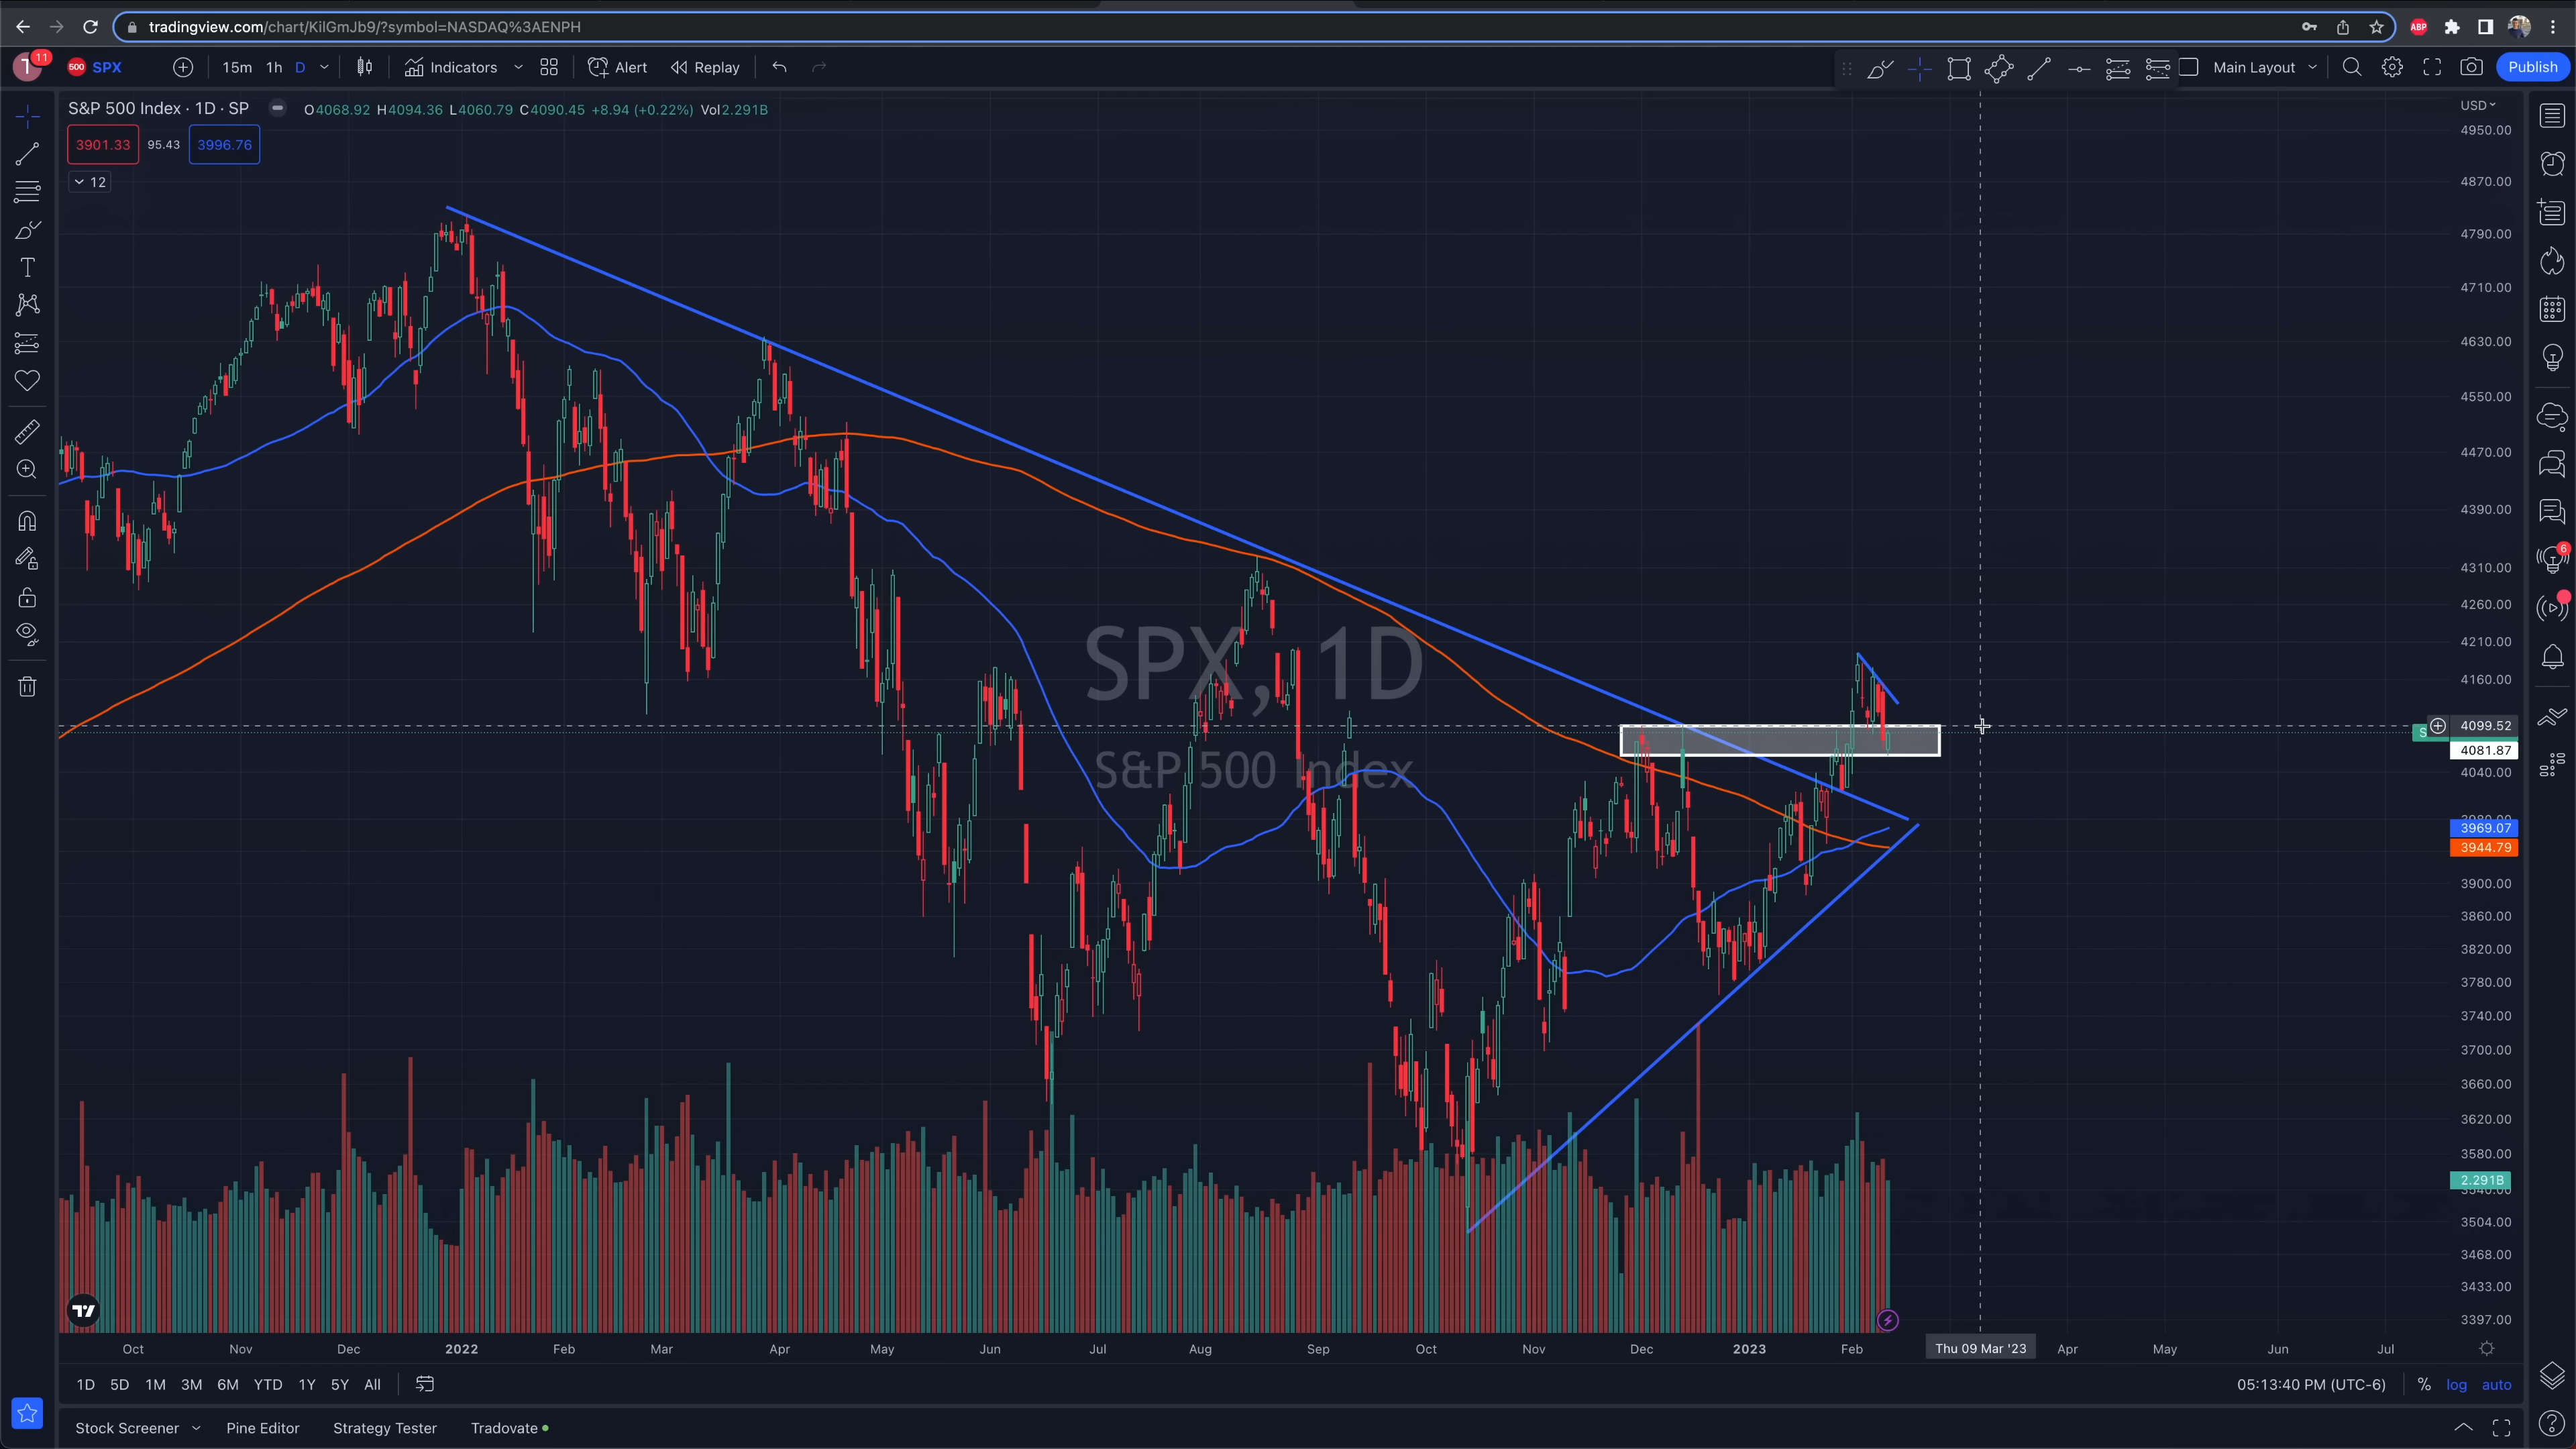 tradingview.com/chart/KilGmJb9/?symbol=NASDAQ%3AENPH
ABP
T 11 500 SPX 15m 1h D Indicators Alert Replay Main Layout Publish
S&P 500 Index · 1D · SP O4068.92 H4094.36 L4060.79 C4090.45 +8.94 (+0.22%) Vol2.291B
3901.33 95.43 3996.76
12
SPX, 1D
S&P 500 Index
USD
4950.00
4870.00
4790.00
4710.00
4630.00
4550.00
4470.00
4390.00
4310.00
4260.00
4210.00
4160.00
S 4099.52
4081.87
4040.00
3969.07
3944.79
3900.00
3860.00
3820.00
3780.00
3740.00
3700.00
3660.00
3620.00
3580.00
2.291B
3504.00
3468.00
3433.00
3397.00
6
Oct Nov Dec 2022 Feb Mar Apr May Jun Jul Aug Sep Oct Nov Dec 2023 Feb Thu 09 Mar '23 Apr May Jun Jul
1D 5D 1M 3M 6M YTD 1Y 5Y All 05:13:40 PM (UTC-6) % log auto
Stock Screener Pine Editor Strategy Tester Tradovate